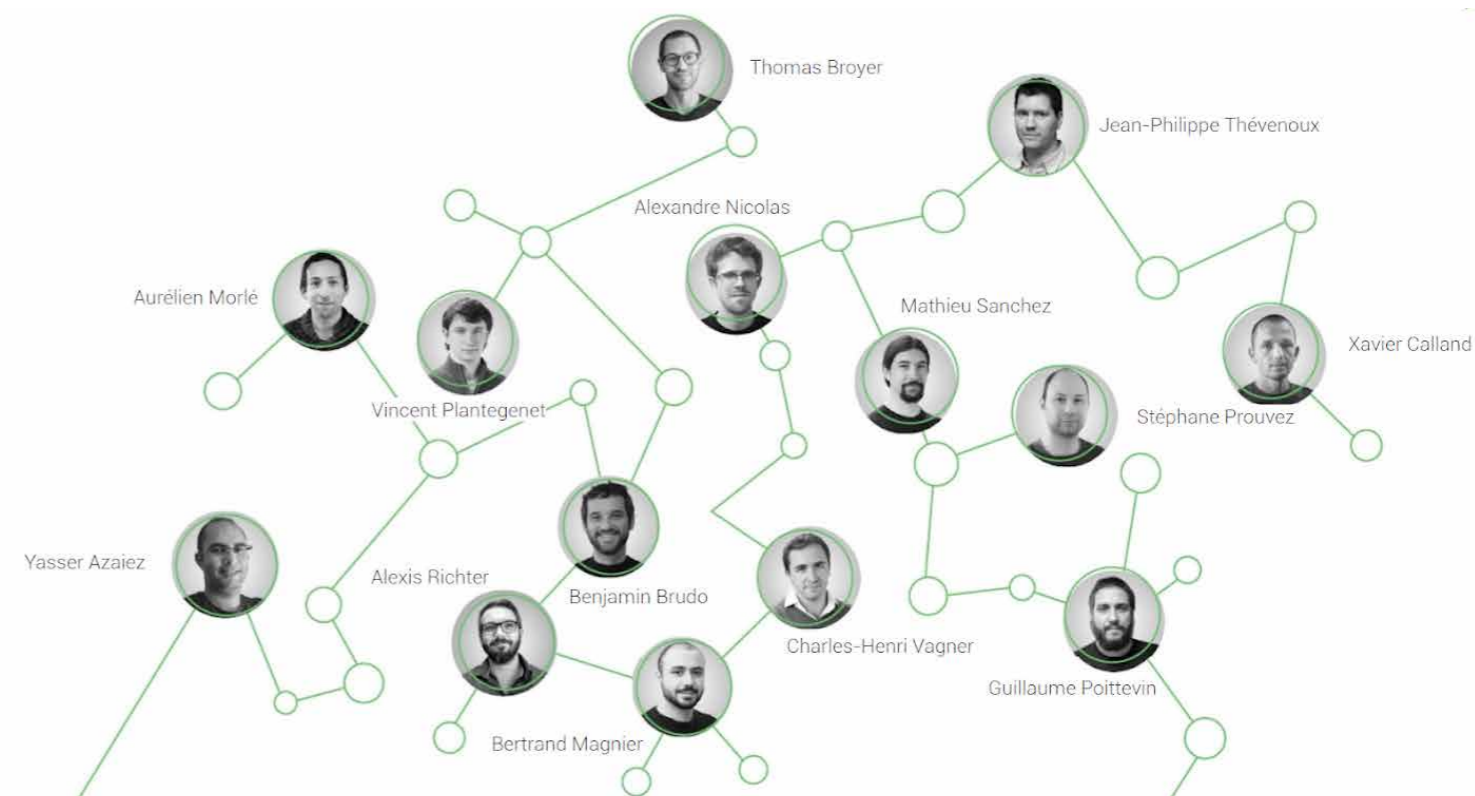 Thomas Broyer
Jean-Philippe Thévenoux
Alexandre Nicolas
Aurélien Morlé
Mathieu Sanchez
Xavier Calland
Vincent Plantegenet
Stéphane Prouvez
Yasser Azaiez
Alexis Richter
Benjamin Brudo
Charles-Henri Vagner
Guillaume Poittevin
Bertrand Magnier